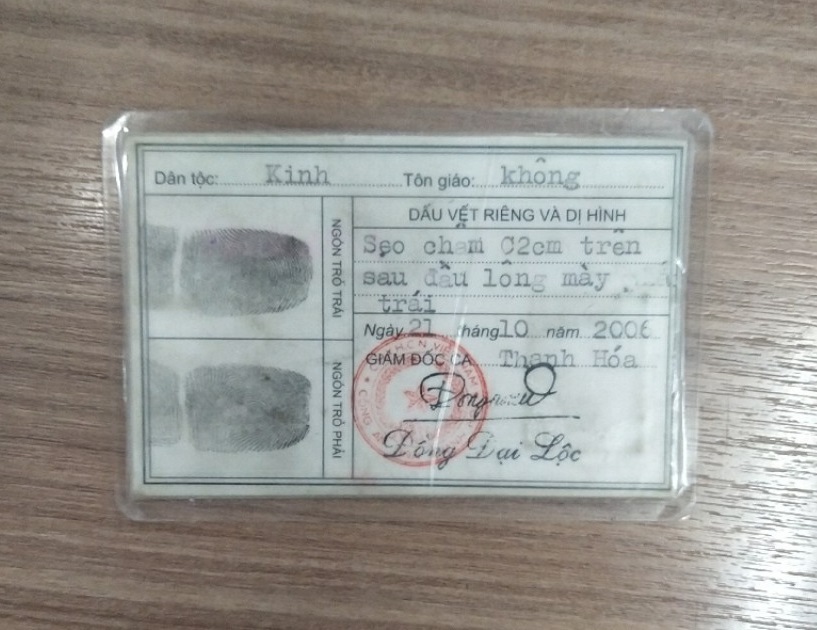 Dân tộc: Kinh Tôn giáo: không
DẤU VẾT RIÊNG VÀ DỊ HÌNH
NGÓN TRỎ TRÁI
Sẹo chấm C2cm trên
sau đầu lông mày
trái
Ngày 21 tháng 10 năm 2006
GIÁM ĐỐC CA Thanh Hóa
NGÓN TRỎ PHẢI
Đồng Đại Lộc